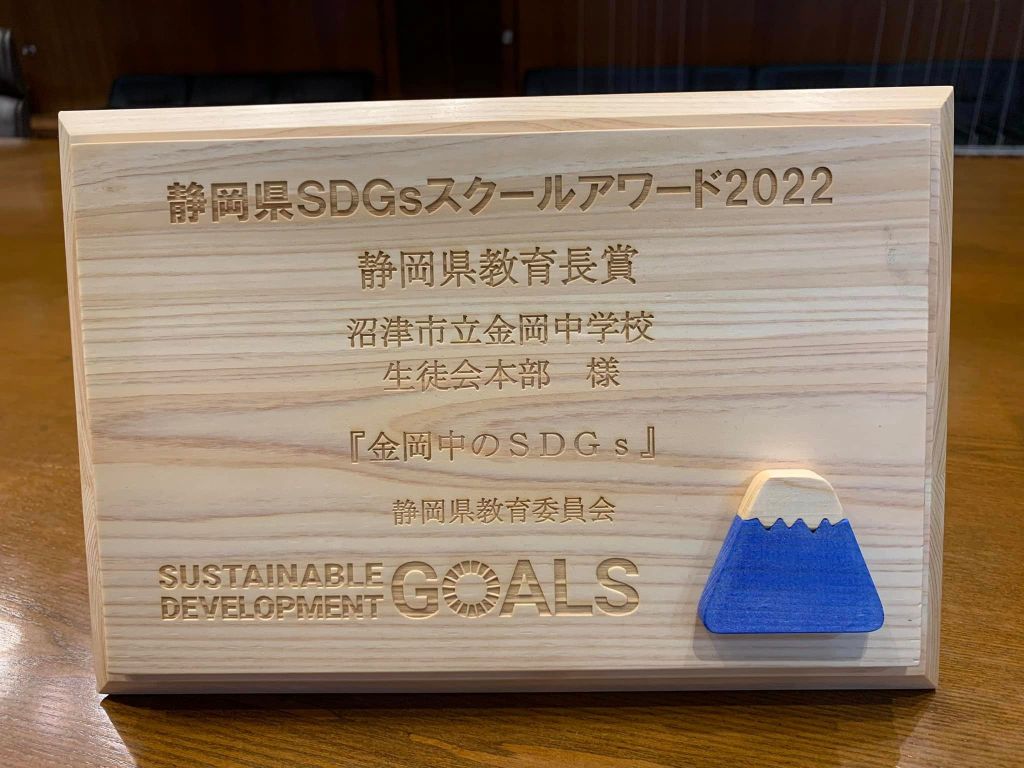 静岡県SDGsスクールアワード2022
静岡県教育長賞
沼津市立金岡中学校
生徒会本部　様
『金岡中のＳＤＧｓ』
静岡県教育委員会
SUSTAINABLE
DEVELOPMENT
GOALS